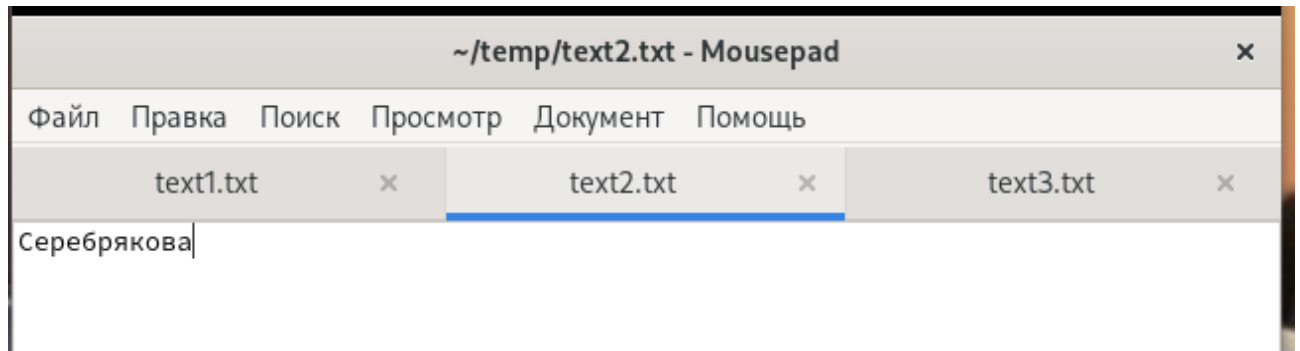 ~/temp/text2.txt - Mousepad ×
Файл Правка Поиск Просмотр Документ Помощь
text1.txt × text2.txt × text3.txt ×
Серебрякова